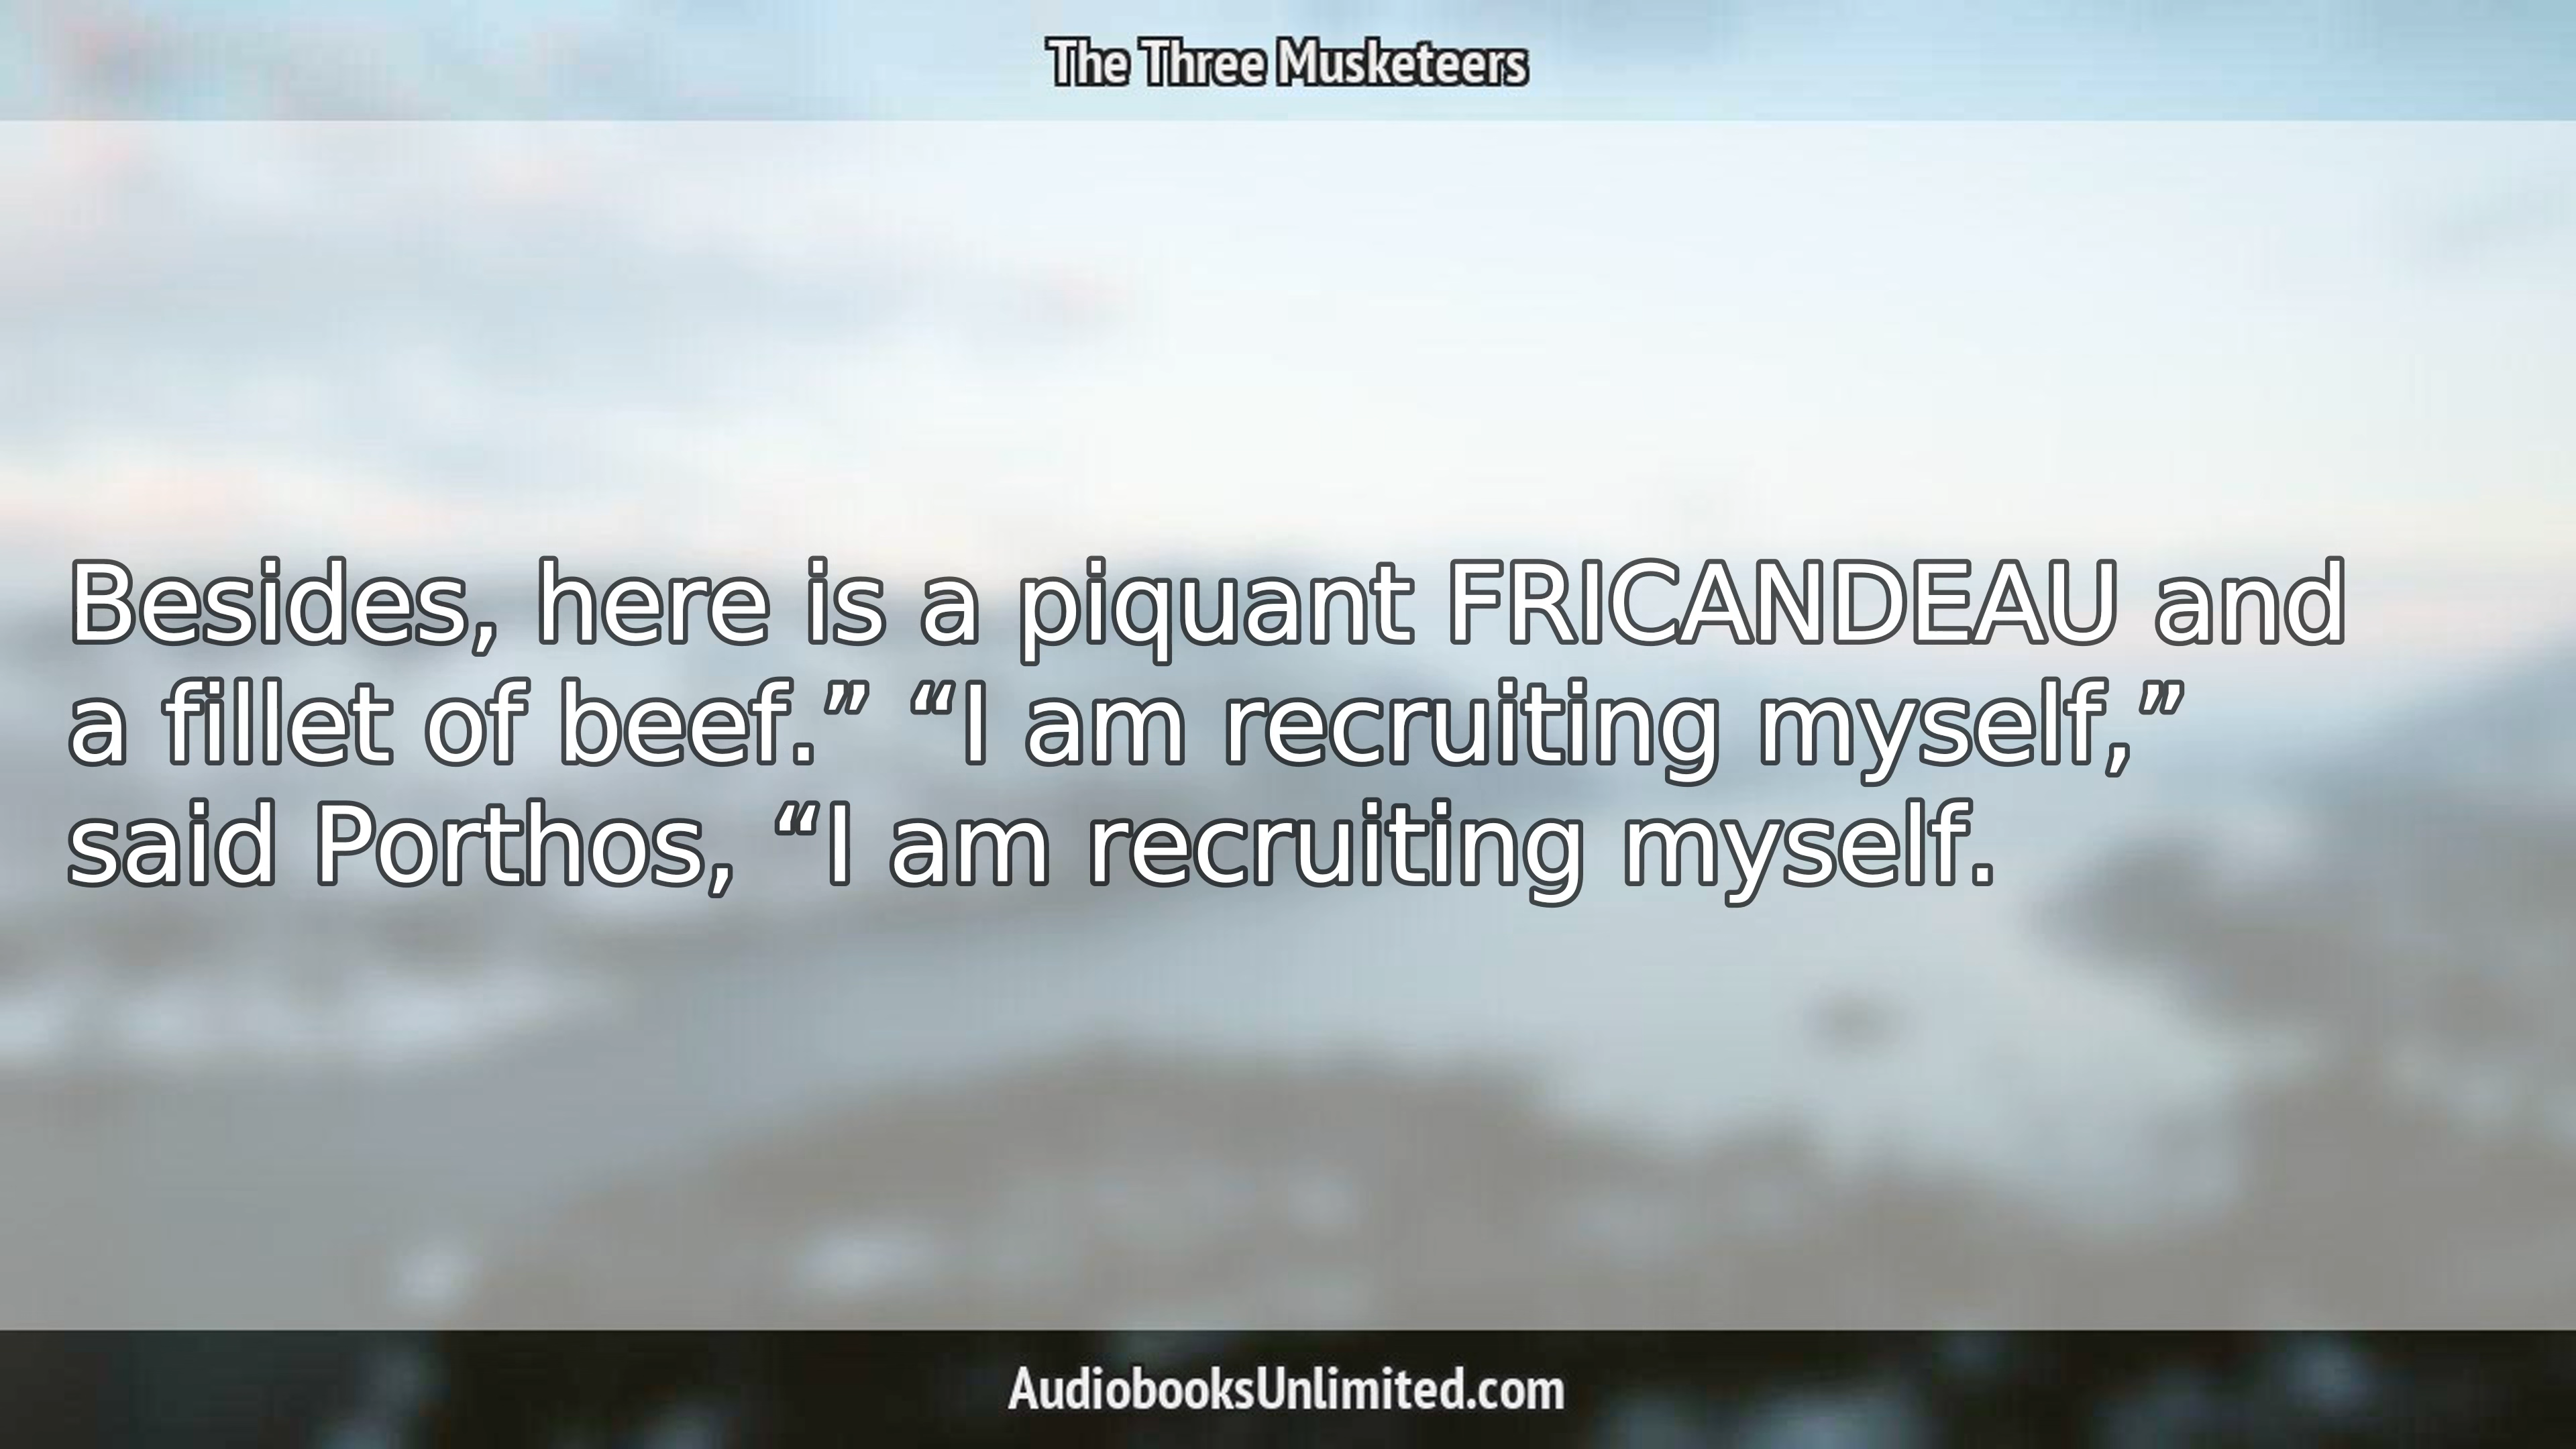 The Three Musketeers
Besides, here is a piquant FRICANDEAU and
a fillet of beef.” “I am recruiting myself,”
said Porthos, “I am recruiting myself.
AudiobooksUnlimited.com